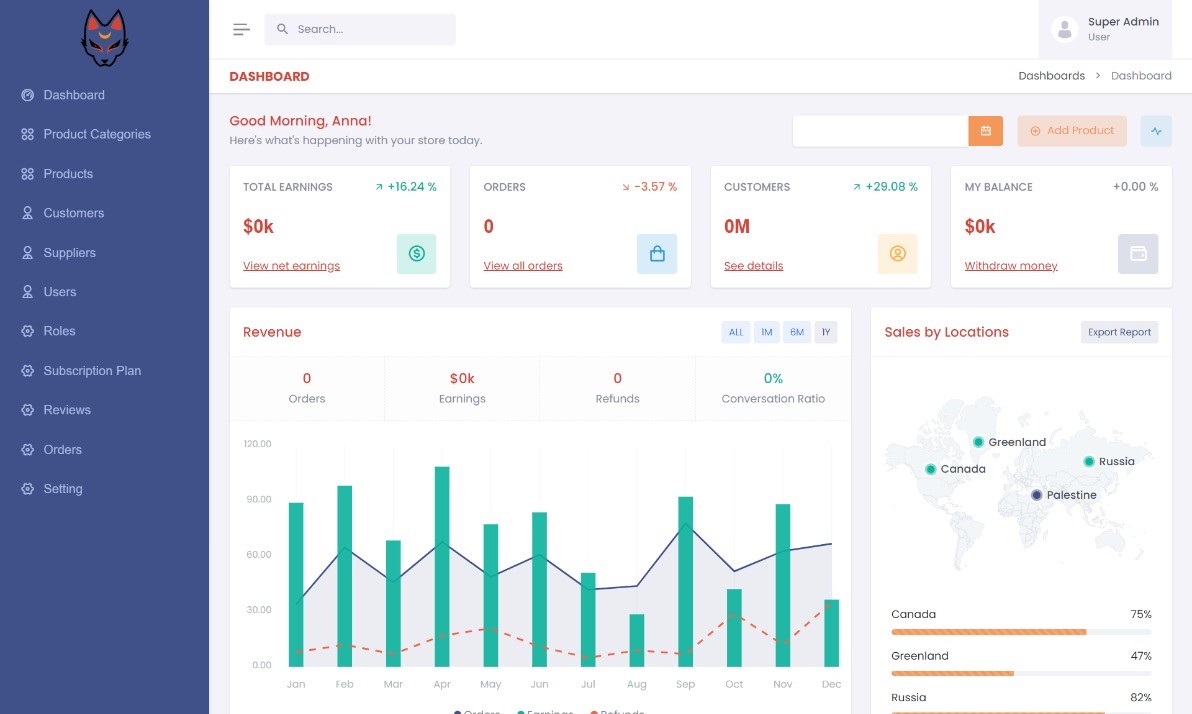 Search...
Super Admin
User
Dashboard
Product Categories
Products
Customers
Suppliers
Users
Roles
Subscription Plan
Reviews
Orders
Setting
DASHBOARD
Dashboards > Dashboard
Good Morning, Anna!
Here's what's happening with your store today.
Add Product
TOTAL EARNINGS
+16.24 %
$0k
View net earnings
ORDERS
-3.57 %
0
View all orders
CUSTOMERS
+29.08 %
0M
See details
MY BALANCE
+0.00 %
$0k
Withdraw money
Revenue
ALL 1M 6M 1Y
0
Orders
$0k
Earnings
0
Refunds
0%
Conversation Ratio
120.00
90.00
60.00
30.00
0.00
Jan Feb Mar Apr May Jun Jul Aug Sep Oct Nov Dec
Orders Earnings Refunds
Sales by Locations
Export Report
Greenland
Canada
Russia
Palestine
Canada 75%
Greenland 47%
Russia 82%